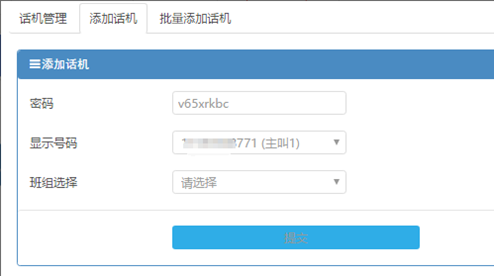 话机管理 添加话机 批量添加话机
添加话机
密码 v65xrkbc
显示号码 771 (主叫1)
班组选择 请选择
提交